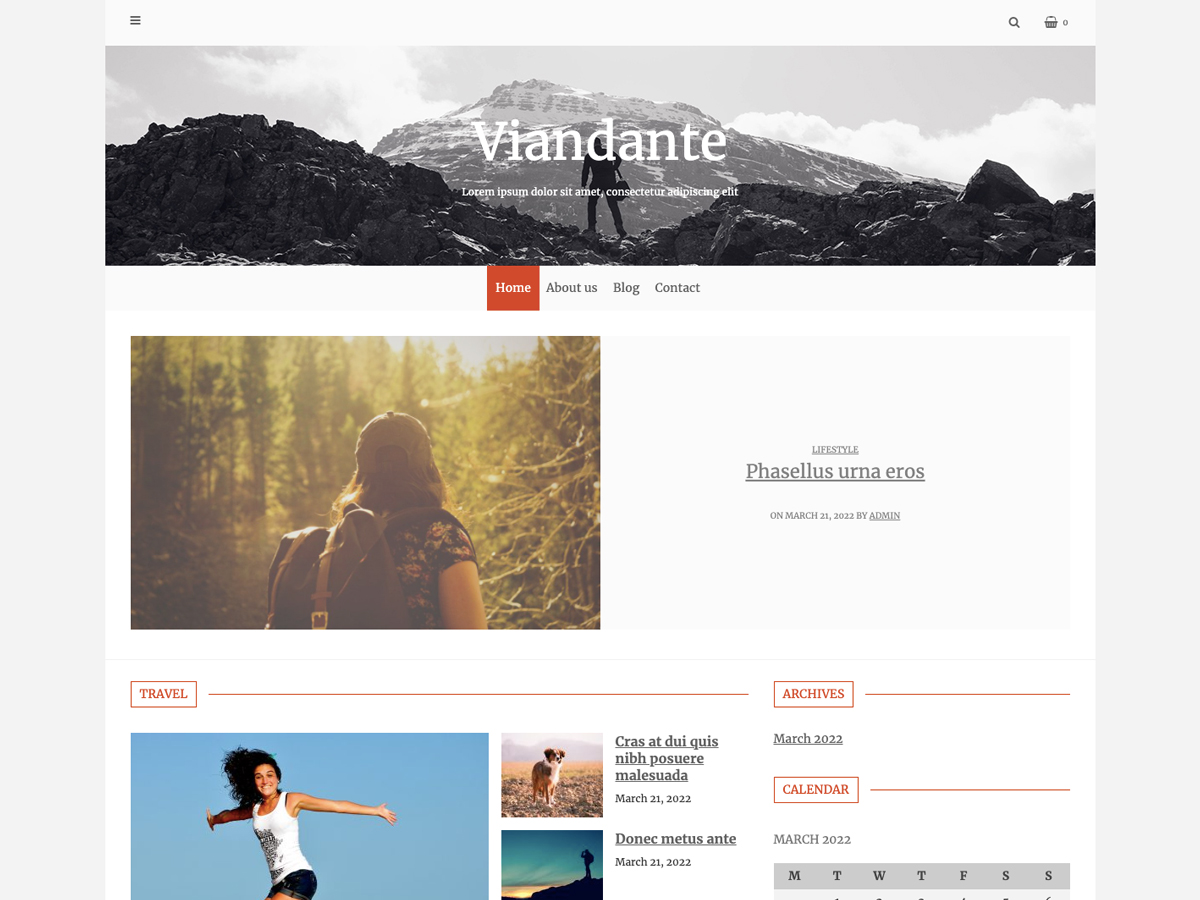 0
Viandante
Lorem ipsum dolor sit amet, consectetur adipiscing elit
Home About us Blog Contact
LIFESTYLE
Phasellus urna eros
ON MARCH 21, 2022 BY ADMIN
TRAVEL
Cras at dui quis
nibh posuere
malesuada
March 21, 2022
Donec metus ante
March 21, 2022
ARCHIVES
March 2022
CALENDAR
MARCH 2022
M T W T F S S